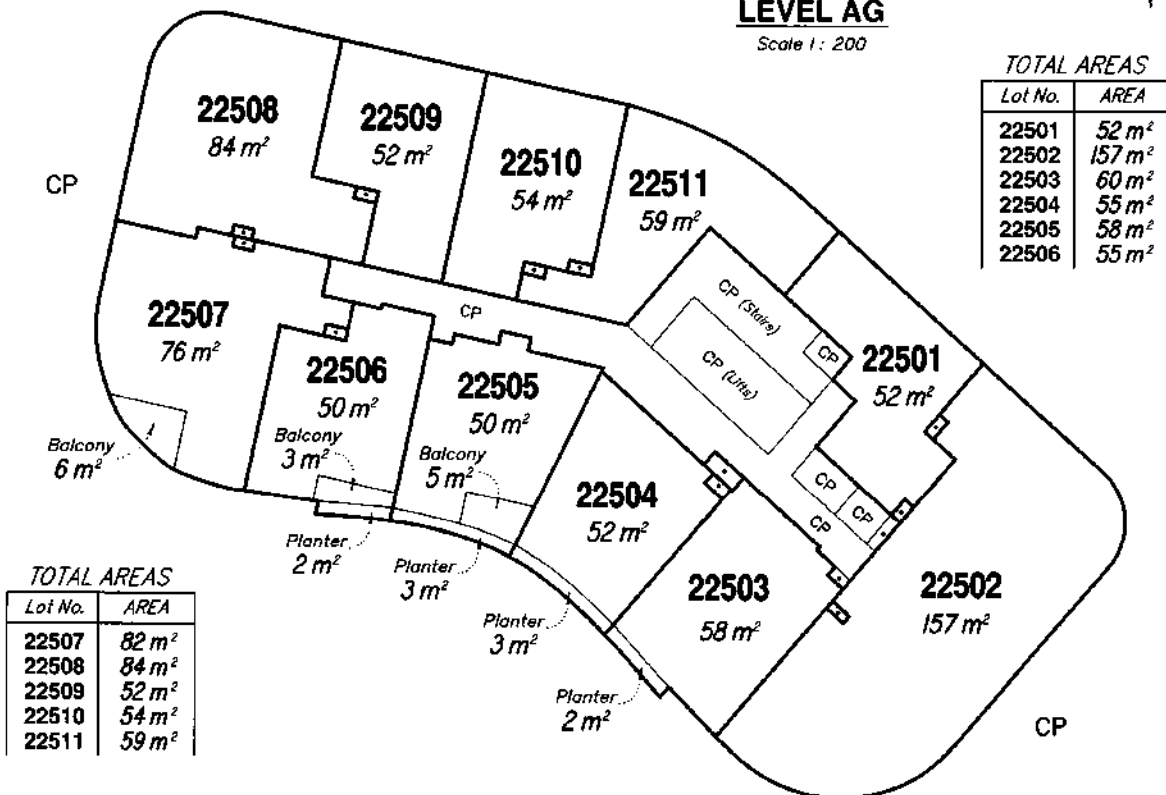 LEVEL AG
Scale 1 : 200
TOTAL AREAS
Lot No. AREA
22501 52 m²
22502 157 m²
22503 60 m²
22504 55 m²
22505 58 m²
22506 55 m²
22508
84 m²
22509
52 m²
22510
54 m²
22511
59 m²
CP
22507
76 m²
CP
CP (Stairs)
CP
CP (Lifts)
22501
52 m²
22506
50 m²
22505
50 m²
Balcony
6 m²
Balcony
3 m²
Balcony
5 m²
22504
52 m²
CP
CP
CP
22503
58 m²
22502
157 m²
Planter
2 m²
Planter
3 m²
Planter
3 m²
Planter
2 m²
CP
TOTAL AREAS
Lot No. AREA
22507 82 m²
22508 84 m²
22509 52 m²
22510 54 m²
22511 59 m²